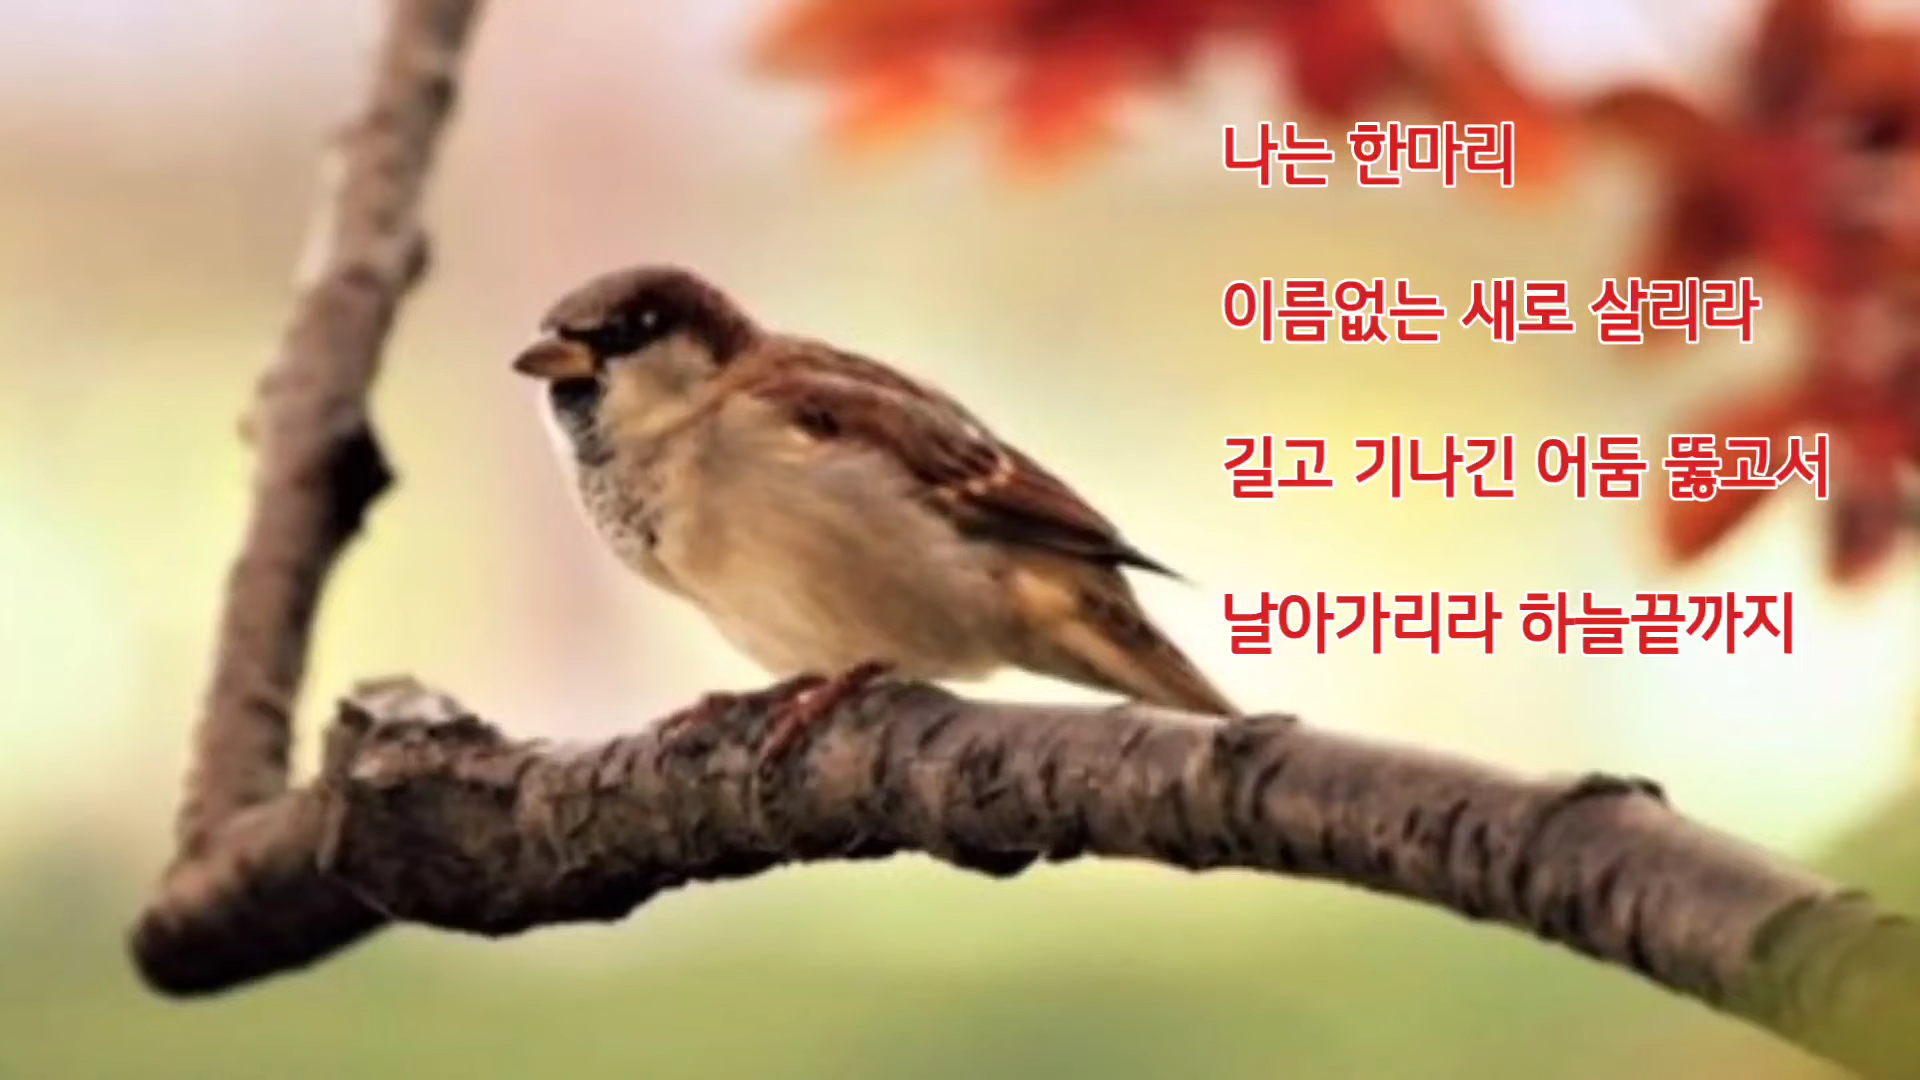 나는 한마리
이름없는 새로 살리라
길고 기나긴 어둠 뚫고서
날아가리라 하늘끝까지